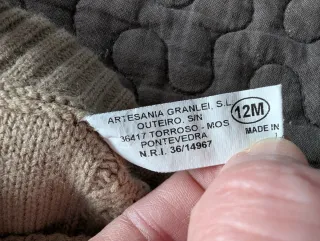 ARTESANIA GRANLEI, S.L.
OUTEIRO, S/N
36417 TORROSO - MOS
PONTEVEDRA
N.R.I. 36/14967
12M
MADE IN